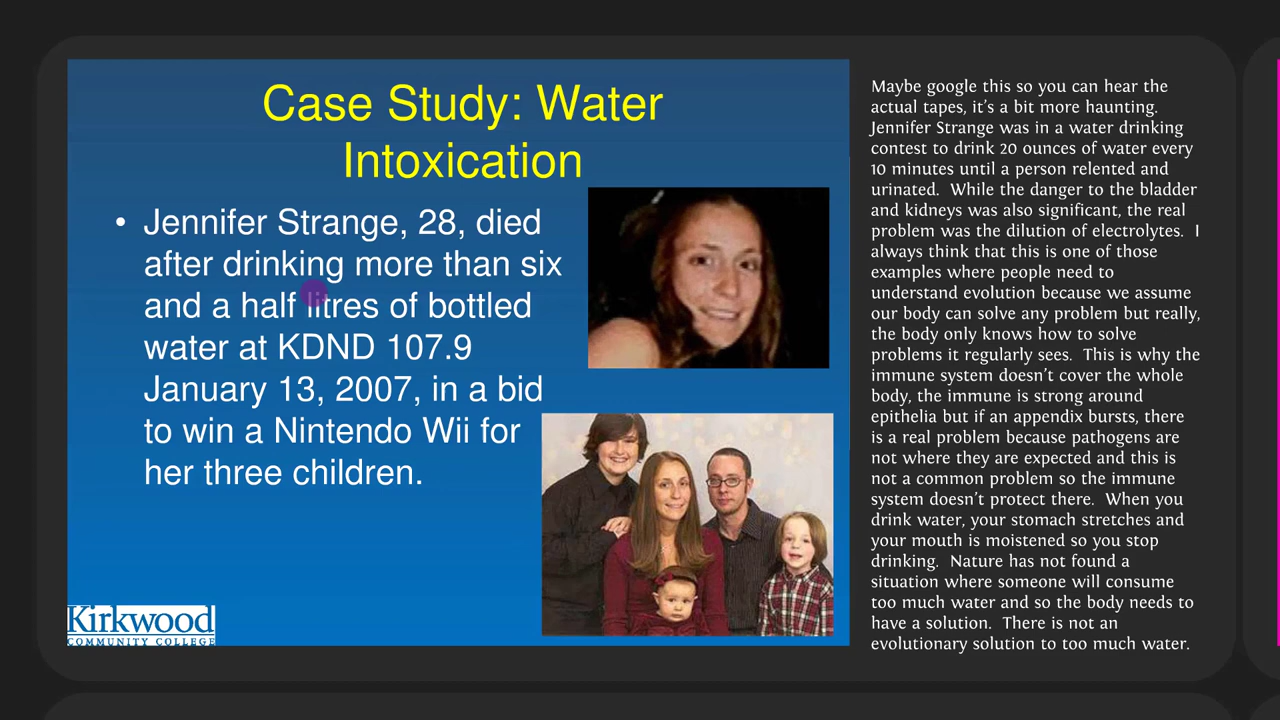 Case Study: Water
Intoxication
• Jennifer Strange, 28, died
after drinking more than six
and a half litres of bottled
water at KDND 107.9
January 13, 2007, in a bid
to win a Nintendo Wii for
her three children.
Kirkwood
COMMUNITY COLLEGE
Maybe google this so you can hear the
actual tapes, it's a bit more haunting.
Jennifer Strange was in a water drinking
contest to drink 20 ounces of water every
10 minutes until a person relented and
urinated.  While the danger to the bladder
and kidneys was also significant, the real
problem was the dilution of electrolytes.  I
always think that this is one of those
examples where people need to
understand evolution because we assume
our body can solve any problem but really,
the body only knows how to solve
problems it regularly sees.  This is why the
immune system doesn't cover the whole
body, the immune is strong around
epithelia but if an appendix bursts, there
is a real problem because pathogens are
not where they are expected and this is
not a common problem so the immune
system doesn't protect there.  When you
drink water, your stomach stretches and
your mouth is moistened so you stop
drinking.  Nature has not found a
situation where someone will consume
too much water and so the body needs to
have a solution.  There is not an
evolutionary solution to too much water.